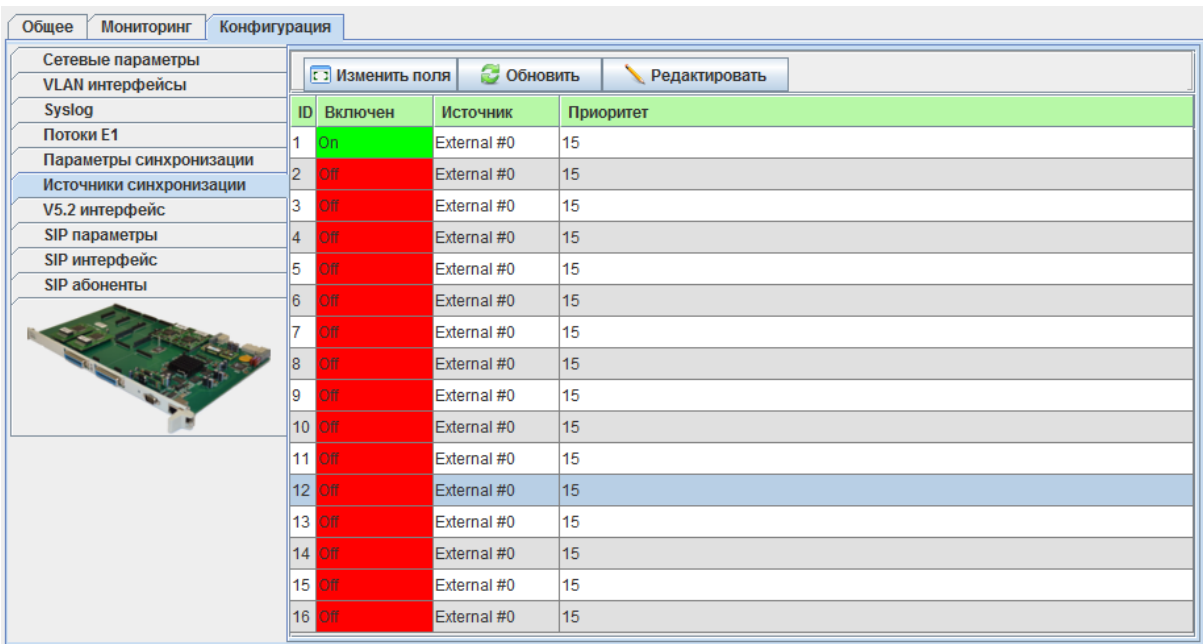 Общее Мониторинг Конфигурация
Сетевые параметры
VLAN интерфейсы
Syslog
Потоки E1
Параметры синхронизации
Источники синхронизации
V5.2 интерфейс
SIP параметры
SIP интерфейс
SIP абоненты
Изменить поля Обновить Редактировать
ID Включен Источник Приоритет
1 On External #0 15
2 Off External #0 15
3 Off External #0 15
4 Off External #0 15
5 Off External #0 15
6 Off External #0 15
7 Off External #0 15
8 Off External #0 15
9 Off External #0 15
10 Off External #0 15
11 Off External #0 15
12 Off External #0 15
13 Off External #0 15
14 Off External #0 15
15 Off External #0 15
16 Off External #0 15